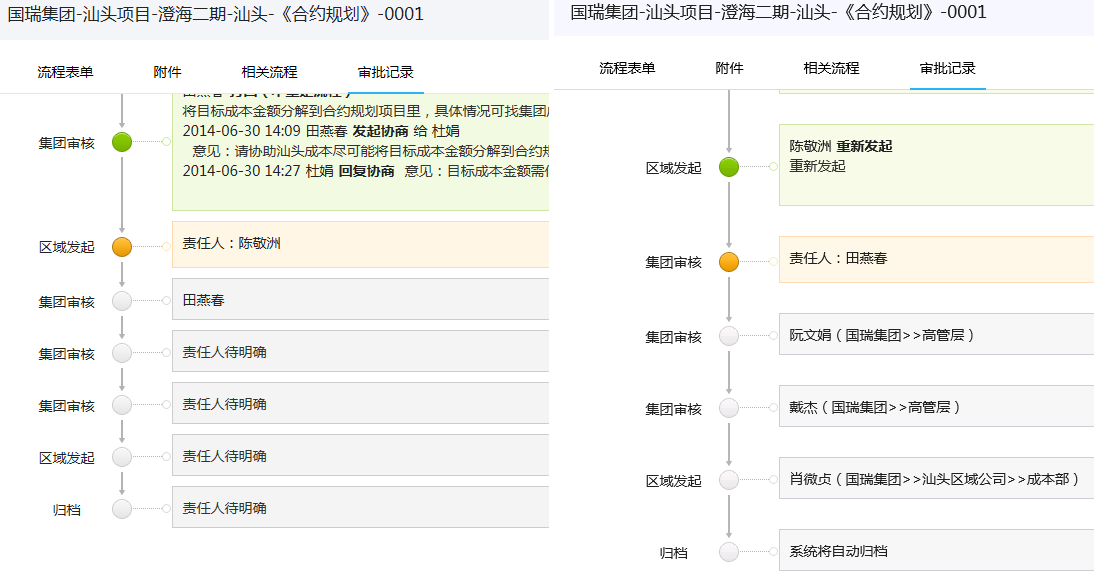 国瑞集团-汕头项目-澄海二期-汕头-《合约规划》-0001
流程表单 附件 相关流程 审批记录
将目标成本金额分解到合约规划项目里，具体情况可找集团
集团审核
2014-06-30 14:09 田燕春 发起协商 给 杜娟
意见：请协助汕头成本尽可能将目标成本金额分解到合约
2014-06-30 14:27 杜娟 回复协商 意见：目标成本金额需
区域发起 责任人：陈敬洲
集团审核 田燕春
集团审核 责任人待明确
集团审核 责任人待明确
区域发起 责任人待明确
归档 责任人待明确
国瑞集团-汕头项目-澄海二期-汕头-《合约规划》-0001
流程表单 附件 相关流程 审批记录
陈敬洲 重新发起
区域发起 重新发起
集团审核 责任人：田燕春
集团审核 阮文娟（国瑞集团>>高管层）
集团审核 戴杰（国瑞集团>>高管层）
区域发起 肖微贞（国瑞集团>>汕头区域公司>>成本部）
归档 系统将自动归档